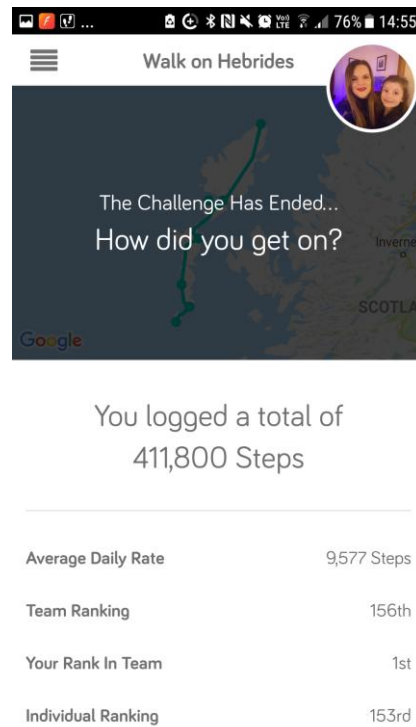 ... Vo)) LTE 76% 14:55
Walk on Hebrides
The Challenge Has Ended...
How did you get on?
Inverne
SCOTLA
Google
You logged a total of
411,800 Steps
Average Daily Rate 9,577 Steps
Team Ranking 156th
Your Rank In Team 1st
Individual Ranking 153rd